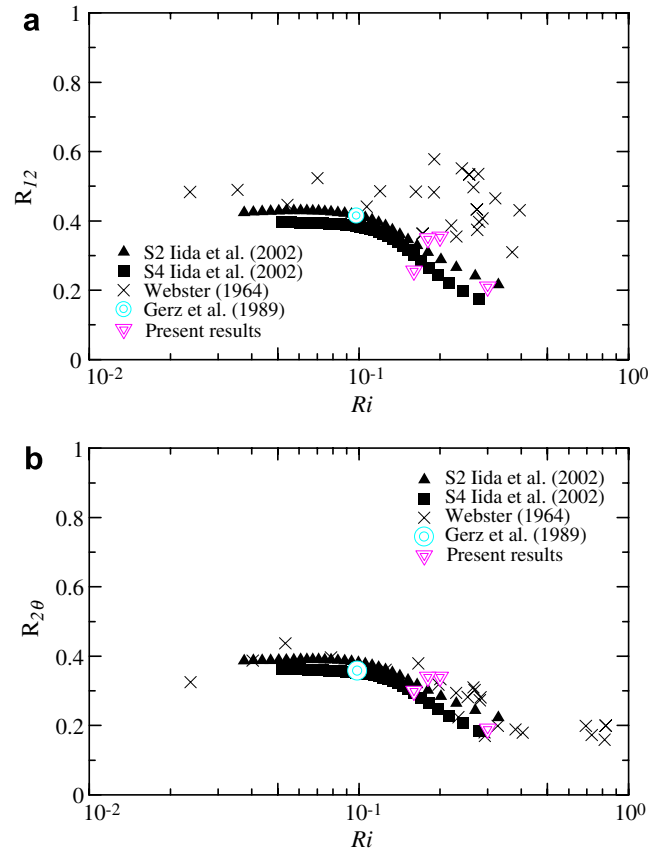 a
1
0.8
0.6
0.4
0.2
0
R12
S2 Iida et al. (2002)
S4 Iida et al. (2002)
Webster (1964)
Gerz et al. (1989)
Present results
10-2
10-1
100
Ri
b
1
0.8
0.6
0.4
0.2
0
R2θ
S2 Iida et al. (2002)
S4 Iida et al. (2002)
Webster (1964)
Gerz et al. (1989)
Present results
10-2
10-1
100
Ri